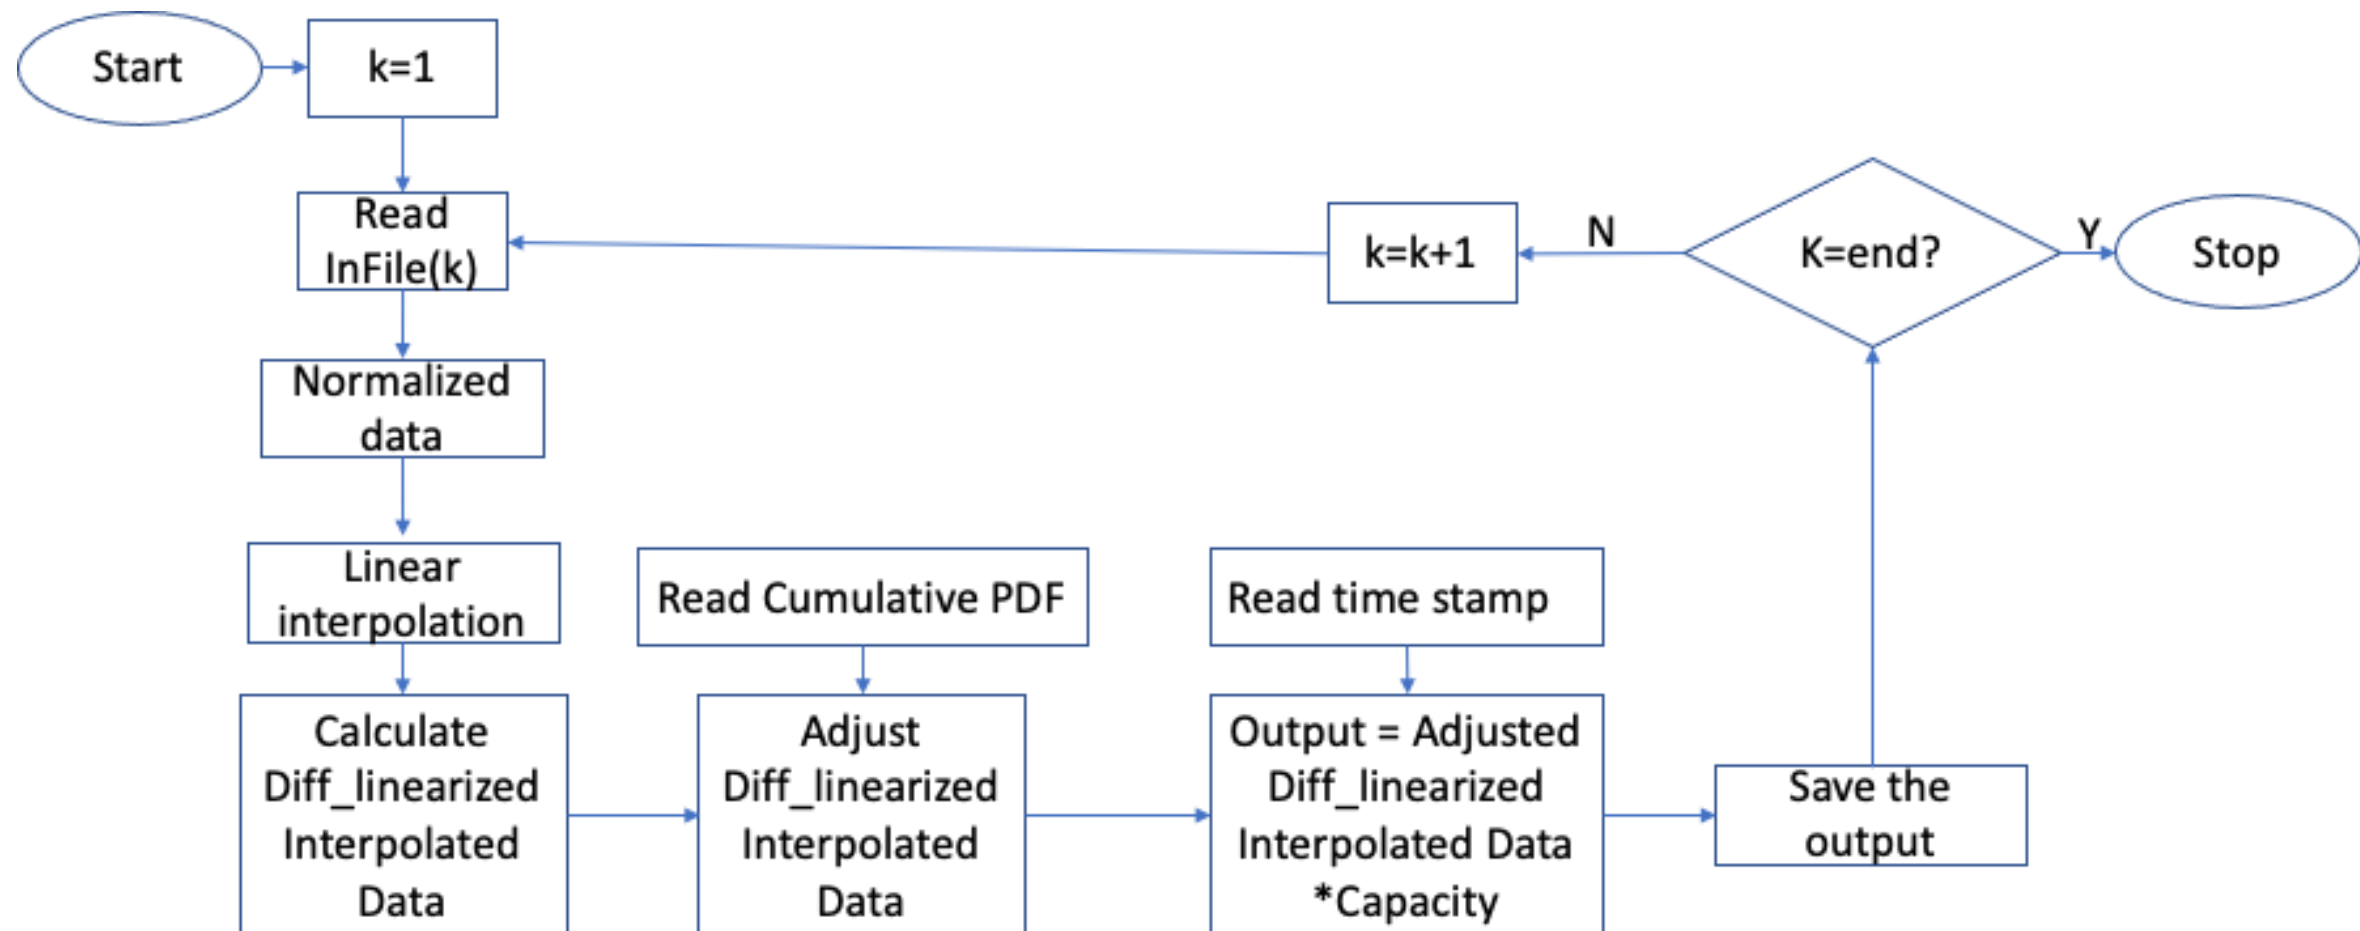 Start
k=1
Read
InFile(k)
k=k+1
N
K=end?
Y
Stop
Normalized
data
Linear
interpolation
Read Cumulative PDF
Read time stamp
Calculate
Diff_linearized
Interpolated
Data
Adjust
Diff_linearized
Interpolated
Data
Output = Adjusted
Diff_linearized
Interpolated Data
*Capacity
Save the
output